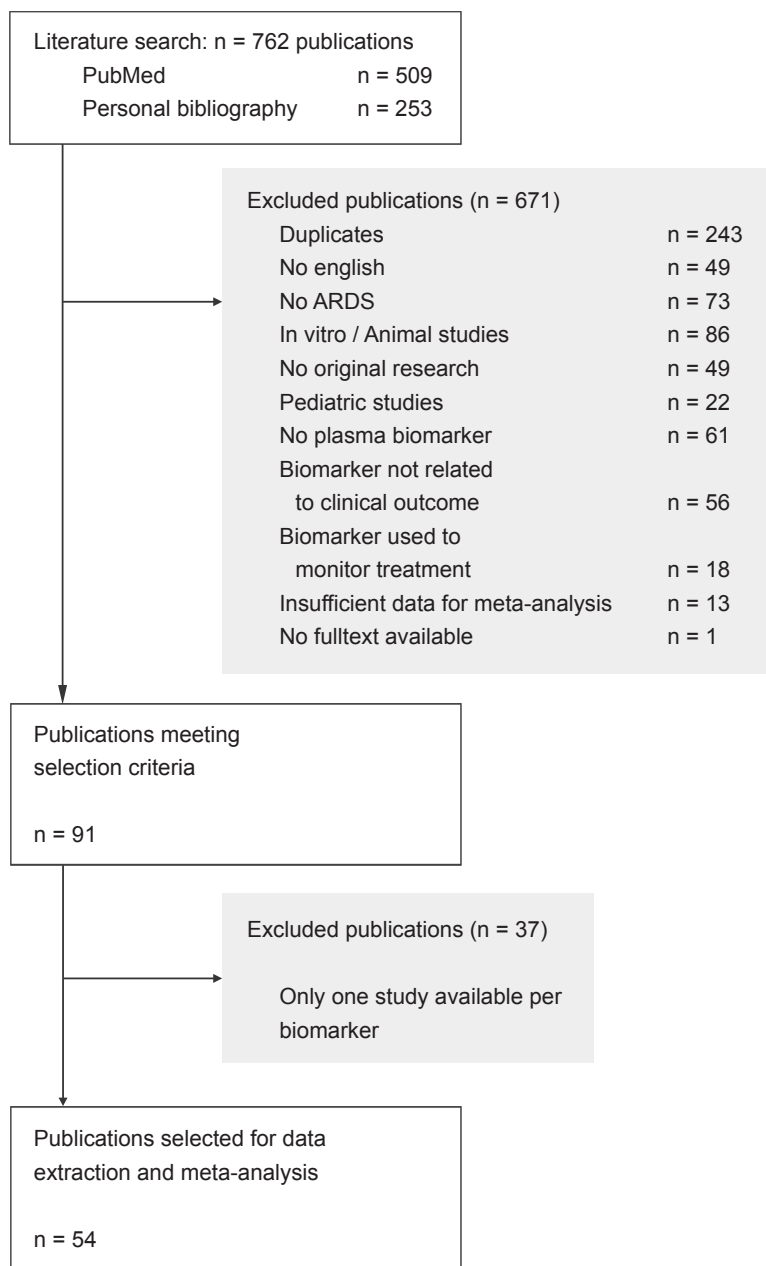 Literature search: n = 762 publications
PubMed n = 509
Personal bibliography n = 253
Excluded publications (n = 671)
Duplicates n = 243
No english n = 49
No ARDS n = 73
In vitro / Animal studies n = 86
No original research n = 49
Pediatric studies n = 22
No plasma biomarker n = 61
Biomarker not related
to clinical outcome n = 56
Biomarker used to
monitor treatment n = 18
Insufficient data for meta-analysis n = 13
No fulltext available n = 1
Publications meeting
selection criteria
n = 91
Excluded publications (n = 37)
Only one study available per
biomarker
Publications selected for data
extraction and meta-analysis
n = 54